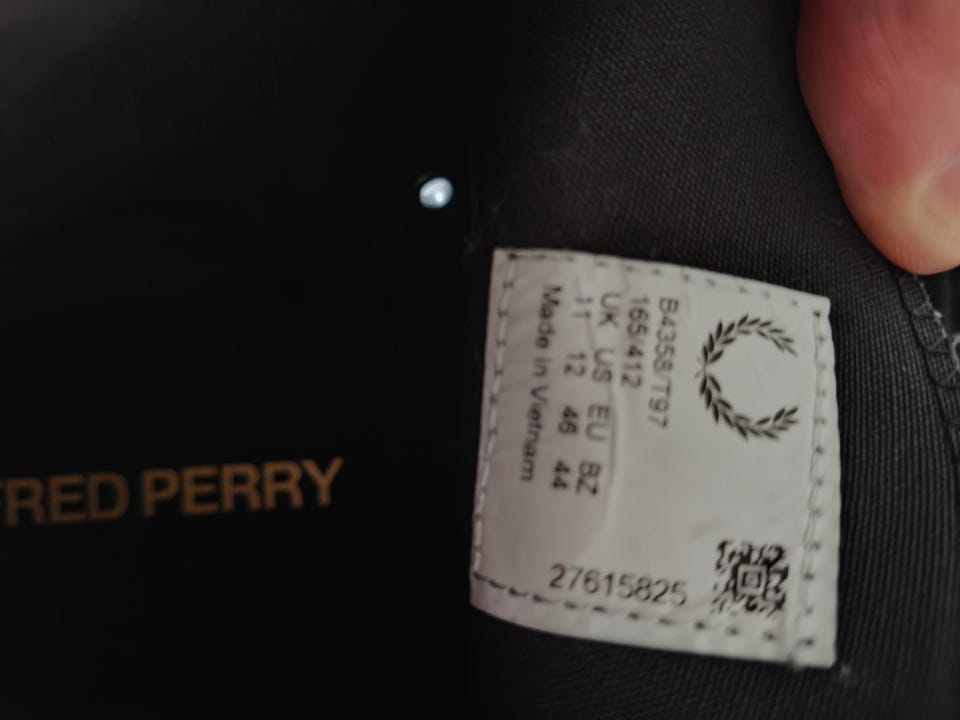 FRED PERRY
B4358/T97
165/412
UK US EU BZ
11 12 46 44
Made in Vietnam
27615825